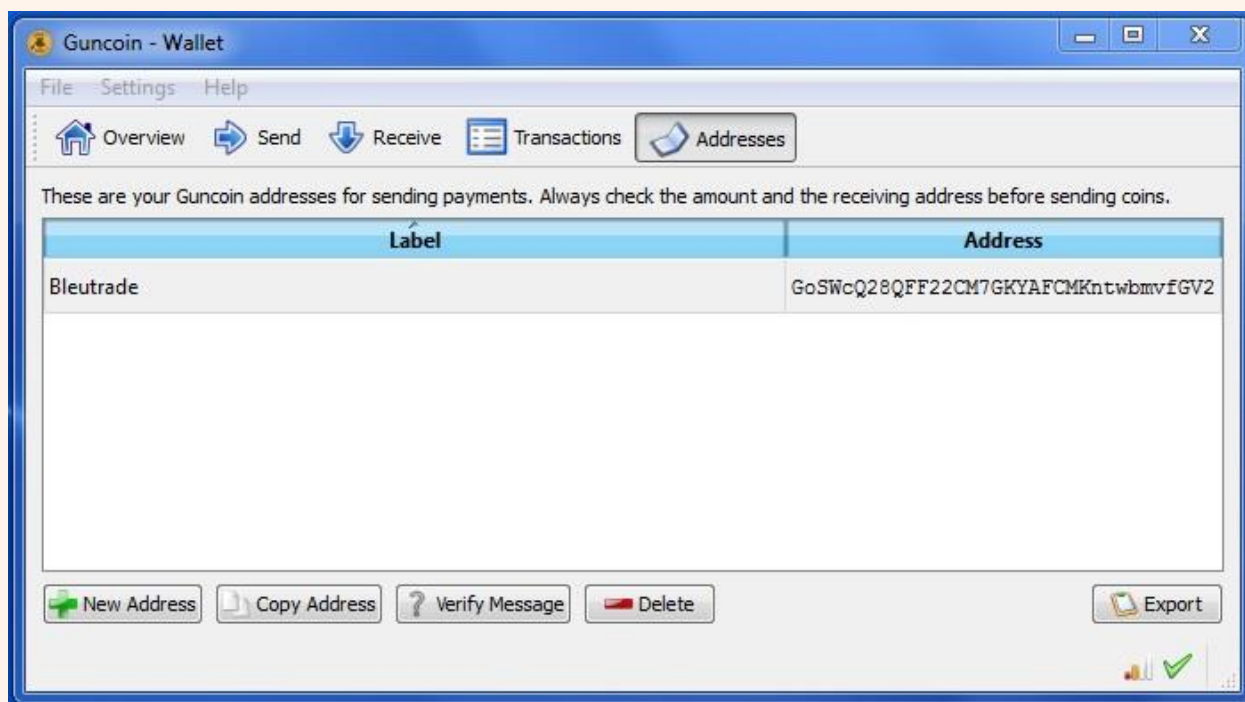 Guncoin - Wallet
File Settings Help
Overview Send Receive Transactions Addresses
These are your Guncoin addresses for sending payments. Always check the amount and the receiving address before sending coins.
Label Address
Bleutrade GoSWcQ28QFF22CM7GKYAFCMKntwbmvfGV2
New Address Copy Address ? Verify Message Delete Export